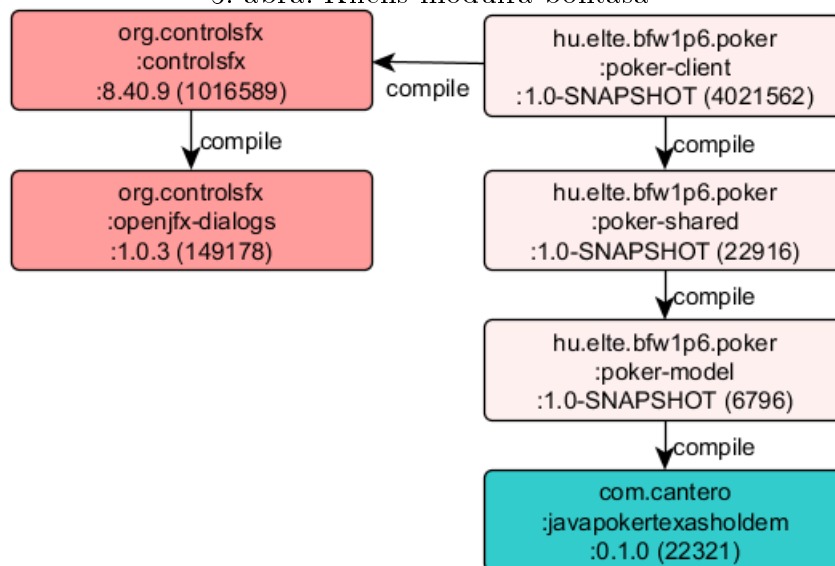 org.controlsfx
:controlsfx
:8.40.9 (1016589)
compile
hu.elte.bfw1p6.poker
:poker-client
:1.0-SNAPSHOT (4021562)
compile
compile
org.controlsfx
:openjfx-dialogs
:1.0.3 (149178)
hu.elte.bfw1p6.poker
:poker-shared
:1.0-SNAPSHOT (22916)
compile
hu.elte.bfw1p6.poker
:poker-model
:1.0-SNAPSHOT (6796)
compile
com.cantero
:javapokertexasholdem
:0.1.0 (22321)